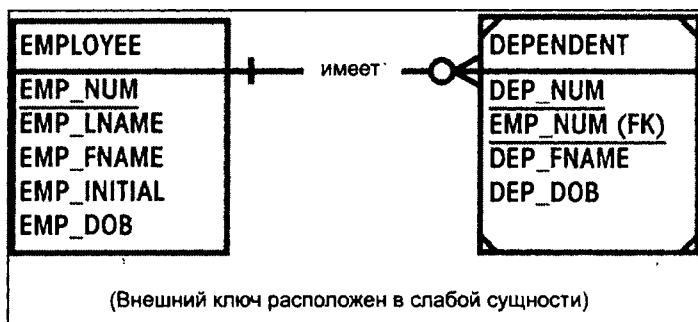 EMPLOYEE
EMP_NUM
EMP_LNAME
EMP_FNAME
EMP_INITIAL
EMP_DOB
имеет
DEPENDENT
DEP_NUM
EMP_NUM (FK)
DEP_FNAME
DEP_DOB
(Внешний ключ расположен в слабой сущности)